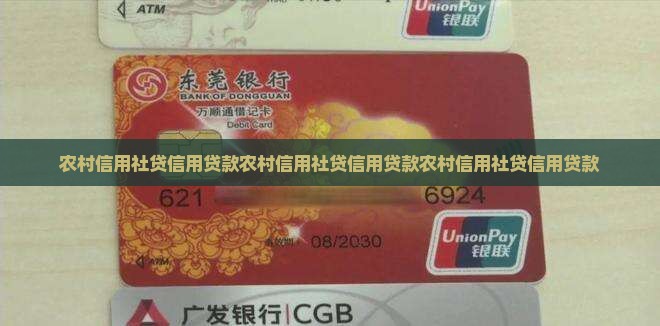 ATM
UnionPay
银联
东莞银行
BANK OF DONGGUAN
万顺通借记卡
Debit Card
农村信用社贷信用贷款农村信用社贷信用贷款农村信用社贷信用贷款
621
6924
08/2030
ATM
UnionPay
银联
广发银行|CGB